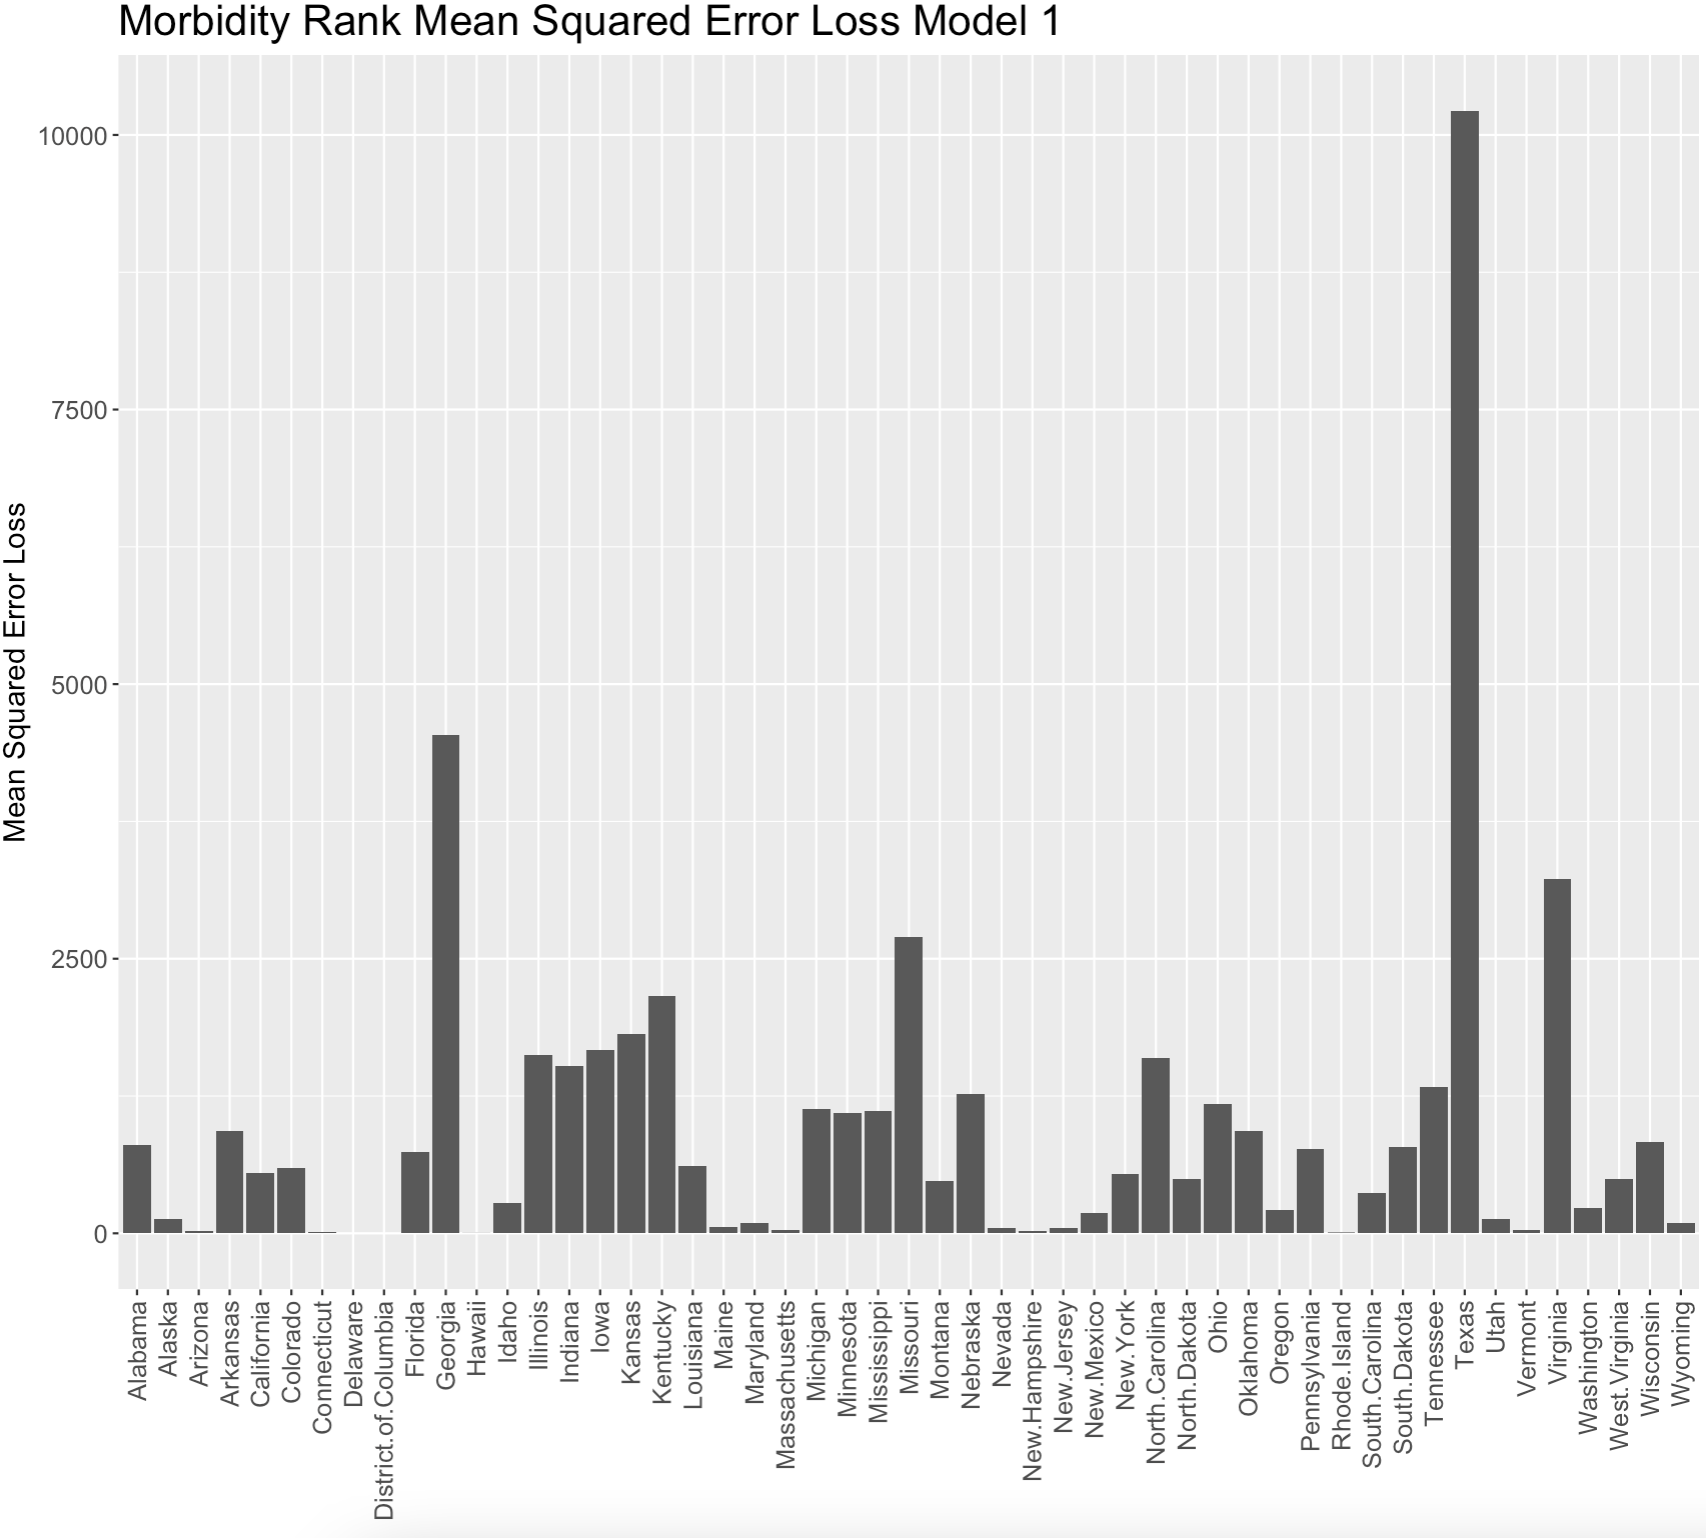 Morbidity Rank Mean Squared Error Loss Model 1
Mean Squared Error Loss
10000
7500
5000
2500
0
Alabama
Alaska
Arizona
Arkansas
California
Colorado
Connecticut
Delaware
District.of.Columbia
Florida
Georgia
Hawaii
Idaho
Illinois
Indiana
Iowa
Kansas
Kentucky
Louisiana
Maine
Maryland
Massachusetts
Michigan
Minnesota
Mississippi
Missouri
Montana
Nebraska
Nevada
New.Hampshire
New.Jersey
New.Mexico
New.York
North.Carolina
North.Dakota
Ohio
Oklahoma
Oregon
Pennsylvania
Rhode.Island
South.Carolina
South.Dakota
Tennessee
Texas
Utah
Vermont
Virginia
Washington
West.Virginia
Wisconsin
Wyoming